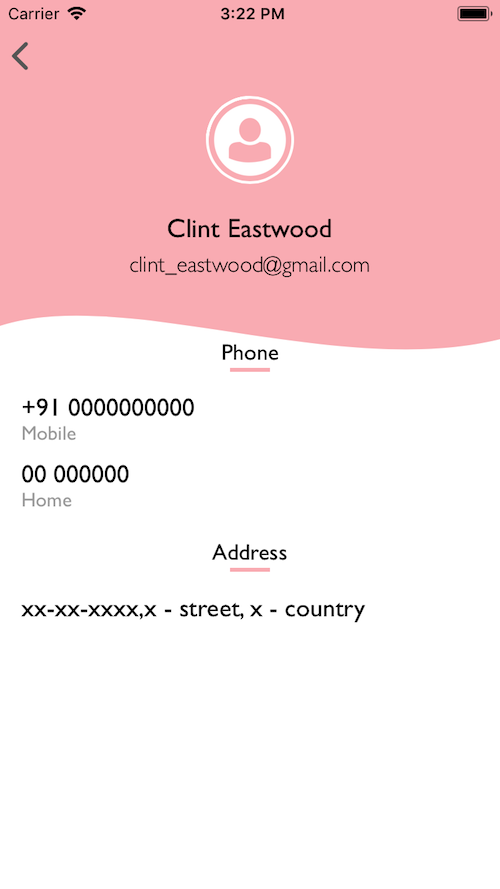 Carrier 3:22 PM
Clint Eastwood
clint_eastwood@gmail.com
Phone
+91 0000000000
Mobile
00 000000
Home
Address
xx-xx-xxxx,x - street, x - country